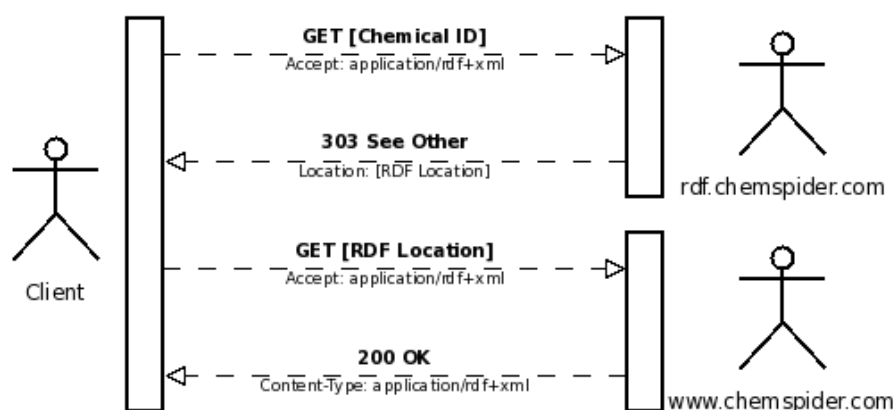 GET [Chemical ID]
Accept: application/rdf+xml
303 See Other
Location: [RDF Location]
rdf.chemspider.com
GET [RDF Location]
Accept: application/rdf+xml
Client
200 OK
Content-Type: application/rdf+xml
www.chemspider.com